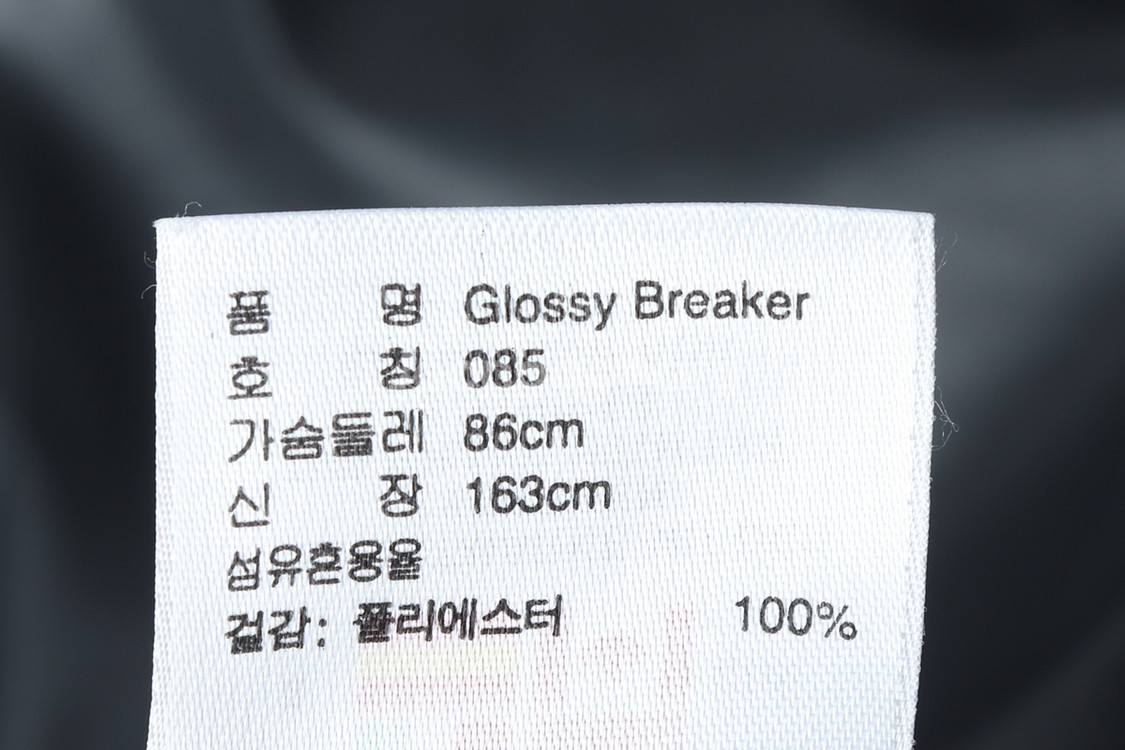 품 명 Glossy Breaker
호 칭 085
가슴둘레 86cm
신 장 163cm
섬유혼용율
겉감: 폴리에스터 100%